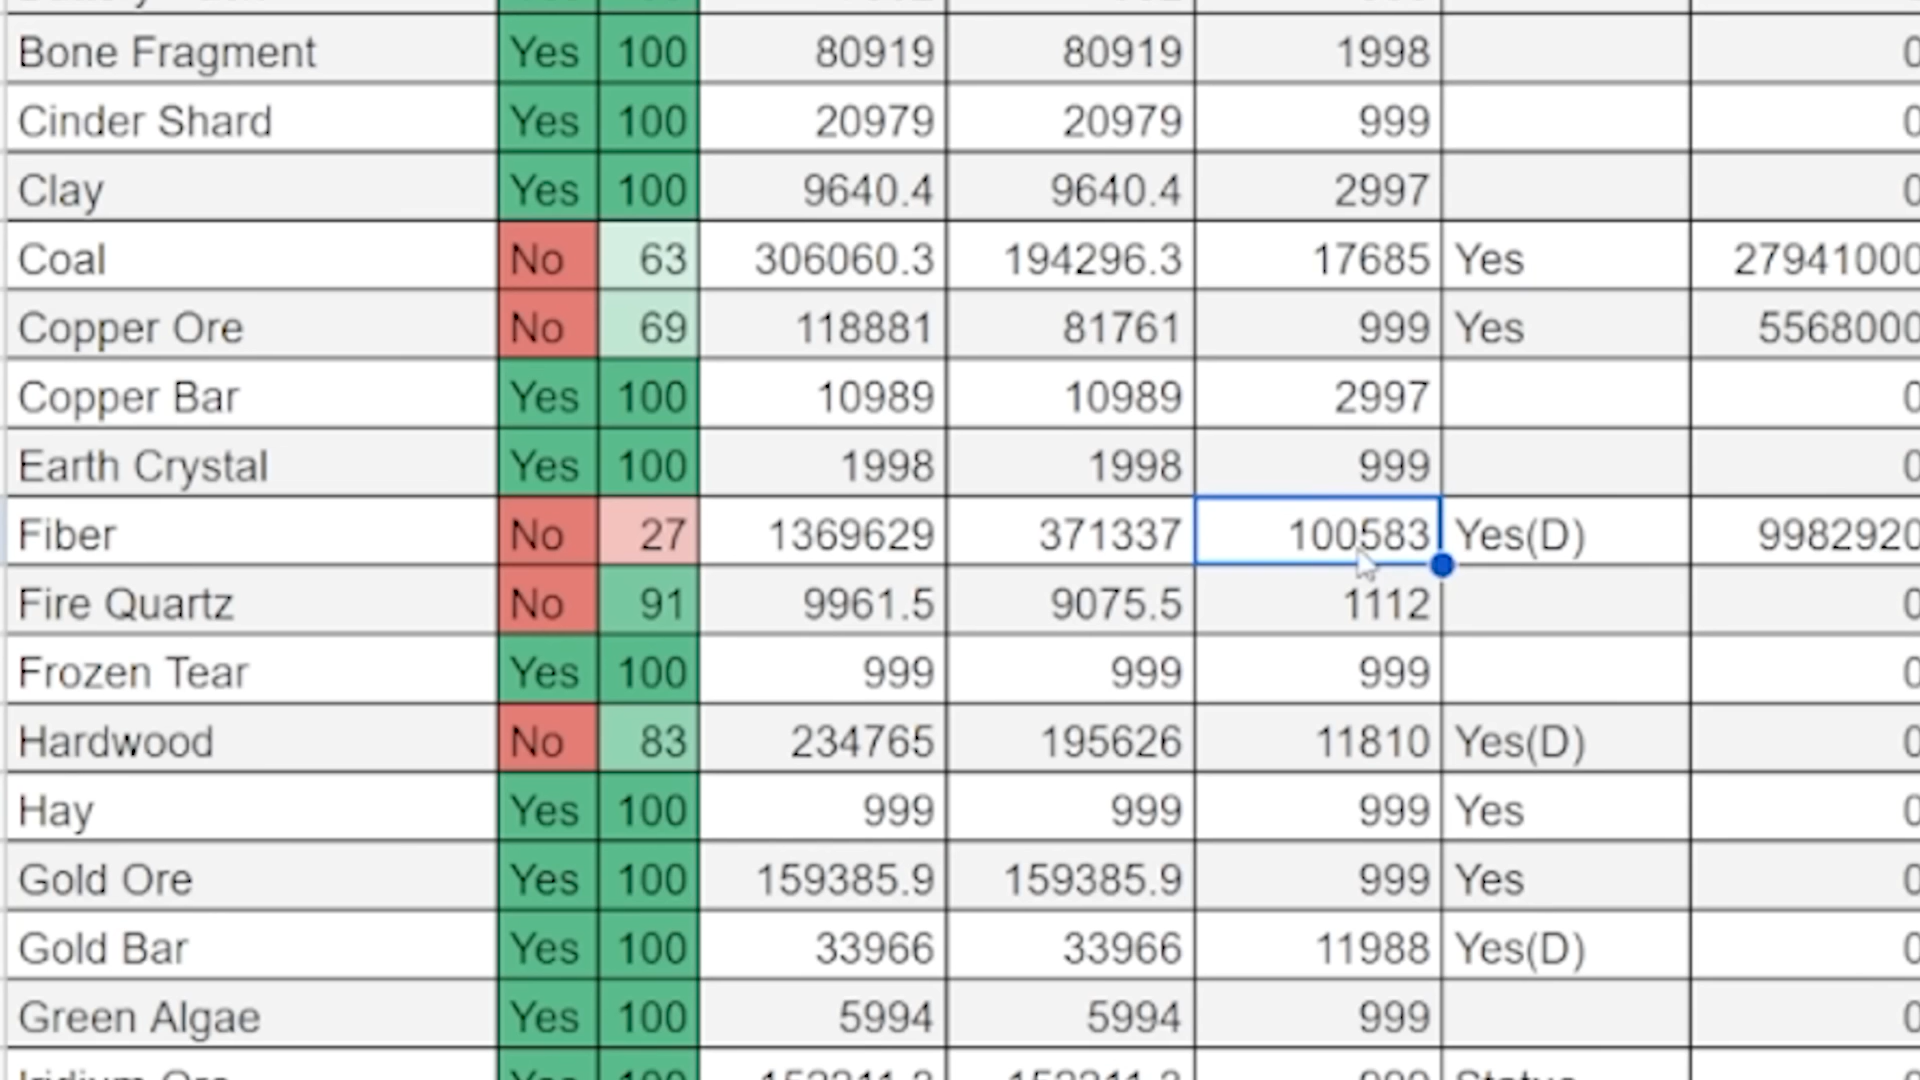 Bone Fragment Yes 100 80919 80919 1998 0
Cinder Shard Yes 100 20979 20979 999 0
Clay Yes 100 9640.4 9640.4 2997 0
Coal No 63 306060.3 194296.3 17685 Yes 27941000
Copper Ore No 69 118881 81761 999 Yes 5568000
Copper Bar Yes 100 10989 10989 2997 0
Earth Crystal Yes 100 1998 1998 999 0
Fiber No 27 1369629 371337 100583 Yes(D) 9982920
Fire Quartz No 91 9961.5 9075.5 1112 0
Frozen Tear Yes 100 999 999 999 0
Hardwood No 83 234765 195626 11810 Yes(D) 0
Hay Yes 100 999 999 999 Yes 0
Gold Ore Yes 100 159385.9 159385.9 999 Yes 0
Gold Bar Yes 100 33966 33966 11988 Yes(D) 0
Green Algae Yes 100 5994 5994 999 0